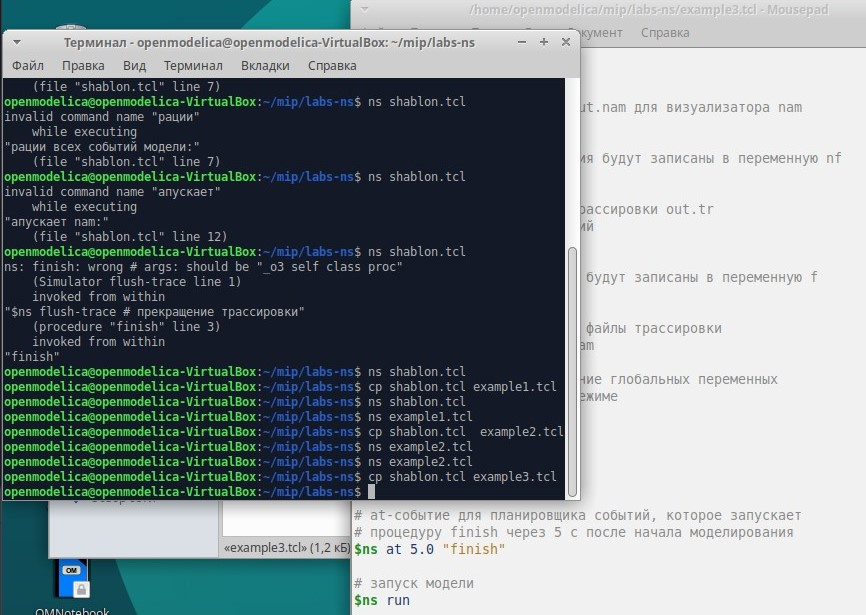 /home/openmodelica/mip/labs-ns/example3.tcl - Mousepad
Справка
Терминал - openmodelica@openmodelica-VirtualBox: ~/mip/labs-ns
Файл Правка Вид Терминал Вкладки Справка
(file "shablon.tcl" line 7)
openmodelica@openmodelica-VirtualBox:~/mip/labs-ns$ ns shablon.tcl
invalid command name "рации"
while executing
"рации всех событий модели:"
(file "shablon.tcl" line 7)
openmodelica@openmodelica-VirtualBox:~/mip/labs-ns$ ns shablon.tcl
invalid command name "апускает"
while executing
"апускает nam:"
(file "shablon.tcl" line 12)
openmodelica@openmodelica-VirtualBox:~/mip/labs-ns$ ns shablon.tcl
ns: finish: wrong # args: should be "_o3 self class proc"
(Simulator flush-trace line 1)
invoked from within
"$ns flush-trace # прекращение трассировки"
(procedure "finish" line 3)
invoked from within
"finish"
openmodelica@openmodelica-VirtualBox:~/mip/labs-ns$ ns shablon.tcl
openmodelica@openmodelica-VirtualBox:~/mip/labs-ns$ cp shablon.tcl example1.tcl
openmodelica@openmodelica-VirtualBox:~/mip/labs-ns$ ns shablon.tcl
openmodelica@openmodelica-VirtualBox:~/mip/labs-ns$ ns example1.tcl
openmodelica@openmodelica-VirtualBox:~/mip/labs-ns$ cp shablon.tcl  example2.tcl
openmodelica@openmodelica-VirtualBox:~/mip/labs-ns$ ns example2.tcl
openmodelica@openmodelica-VirtualBox:~/mip/labs-ns$ ns example2.tcl
openmodelica@openmodelica-VirtualBox:~/mip/labs-ns$ cp shablon.tcl example3.tcl
openmodelica@openmodelica-VirtualBox:~/mip/labs-ns$
ut.nam для визуализатора nam
ия будут записаны в переменную nf
рассировки out.tr
ий
будут записаны в переменную f
файлы трассировки
am
ние глобальных переменных
ежиме
# at-событие для планировщика событий, которое запускает
# процедуру finish через 5 с после начала моделирования
$ns at 5.0 "finish"
# запуск модели
$ns run
«example3.tcl» (1,2 кБ)
OM
OMNotebook